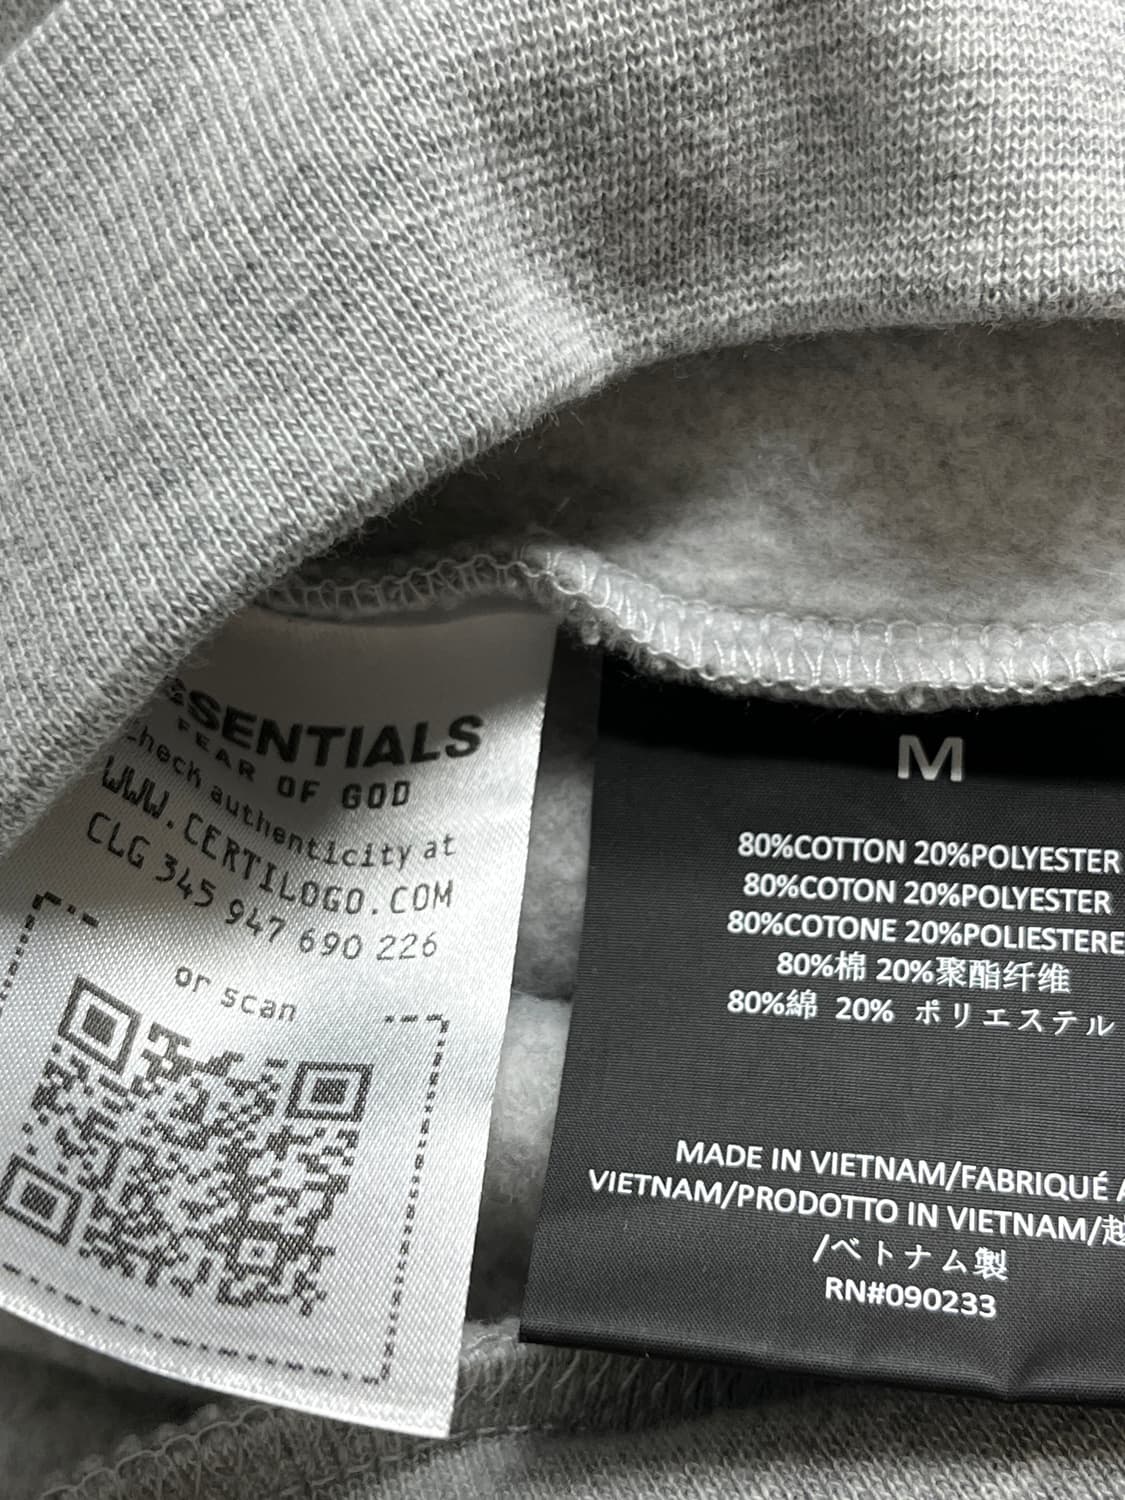 ESSENTIALS
FEAR OF GOD
Check authenticity at
WWW.CERTILOGO.COM
CLG 345 947 690 226
or scan
M
80%COTTON 20%POLYESTER
80%COTON 20%POLYESTER
80%COTONE 20%POLIESTERE
80%棉 20%聚酯纤维
80%綿 20% ポリエステル
MADE IN VIETNAM/FABRIQUÉ A
VIETNAM/PRODOTTO IN VIETNAM/越
/ベトナム製
RN#090233